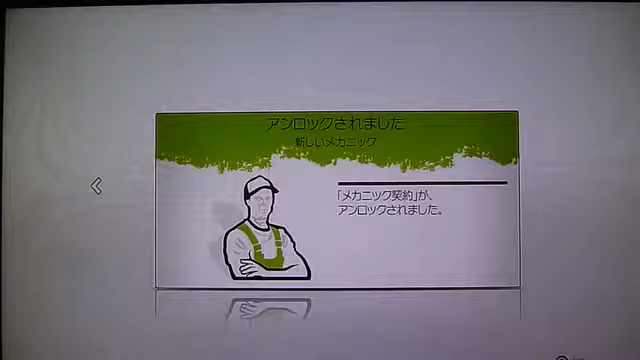 アンロックされました
新しいメカニック
「メカニック契約」が、
アンロックされました。